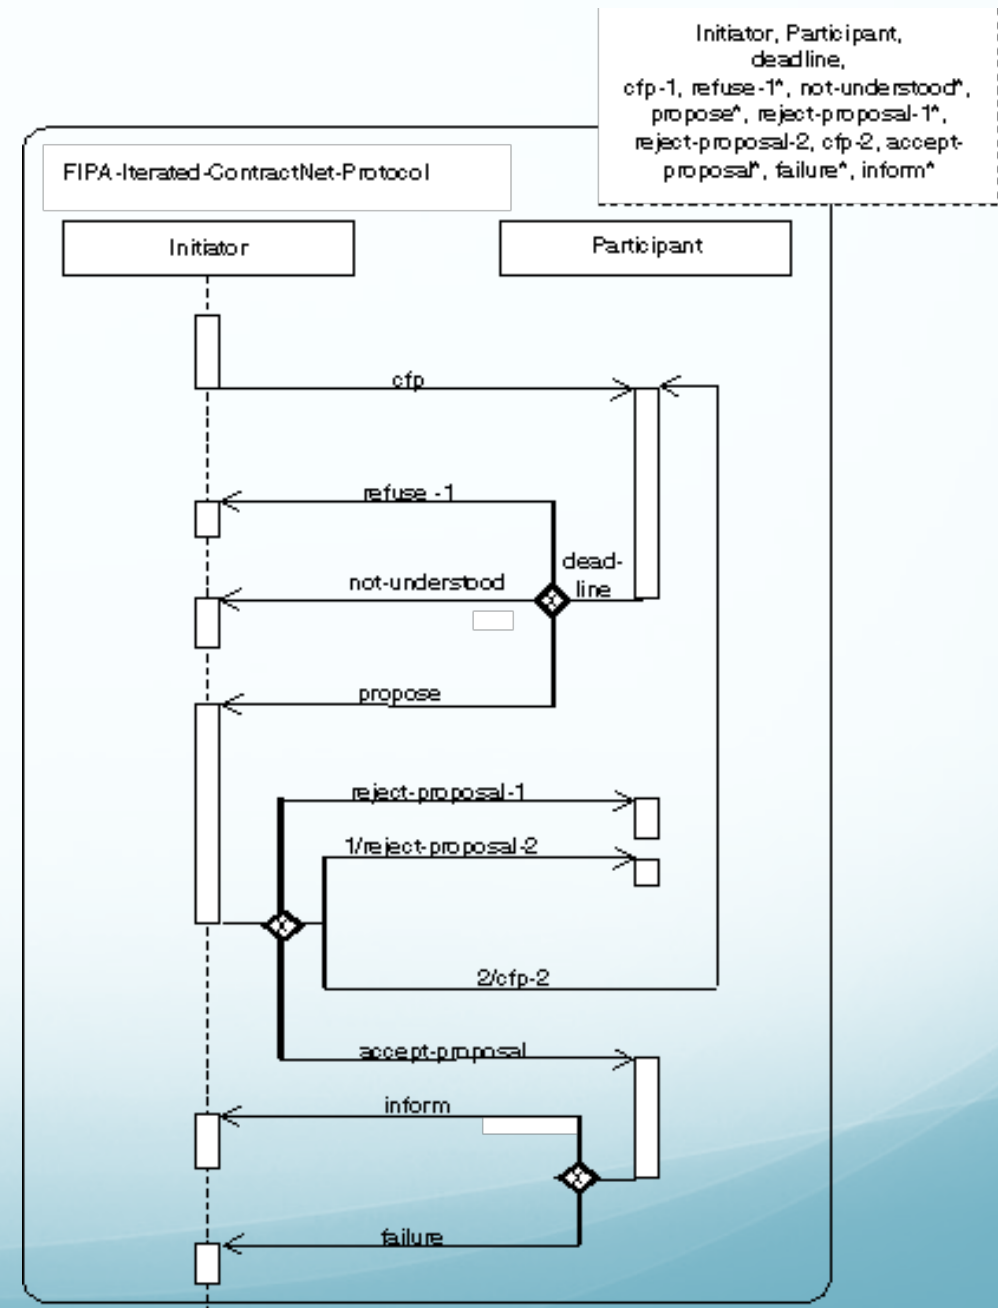 Initiator, Participant,
deadline,
cfp-1, refuse-1*, not-understood*,
propose*, reject-proposal-1*,
reject-proposal-2, cfp-2, accept-
proposal*, failure*, inform*
FIPA-Iterated-ContractNet-Protocol
Initiator
Participant
cfp
refuse -1
dead-
line
not-understood
x
propose
reject-proposal-1
1/reject-proposal-2
x
2/cfp-2
accept-proposal
inform
x
failure